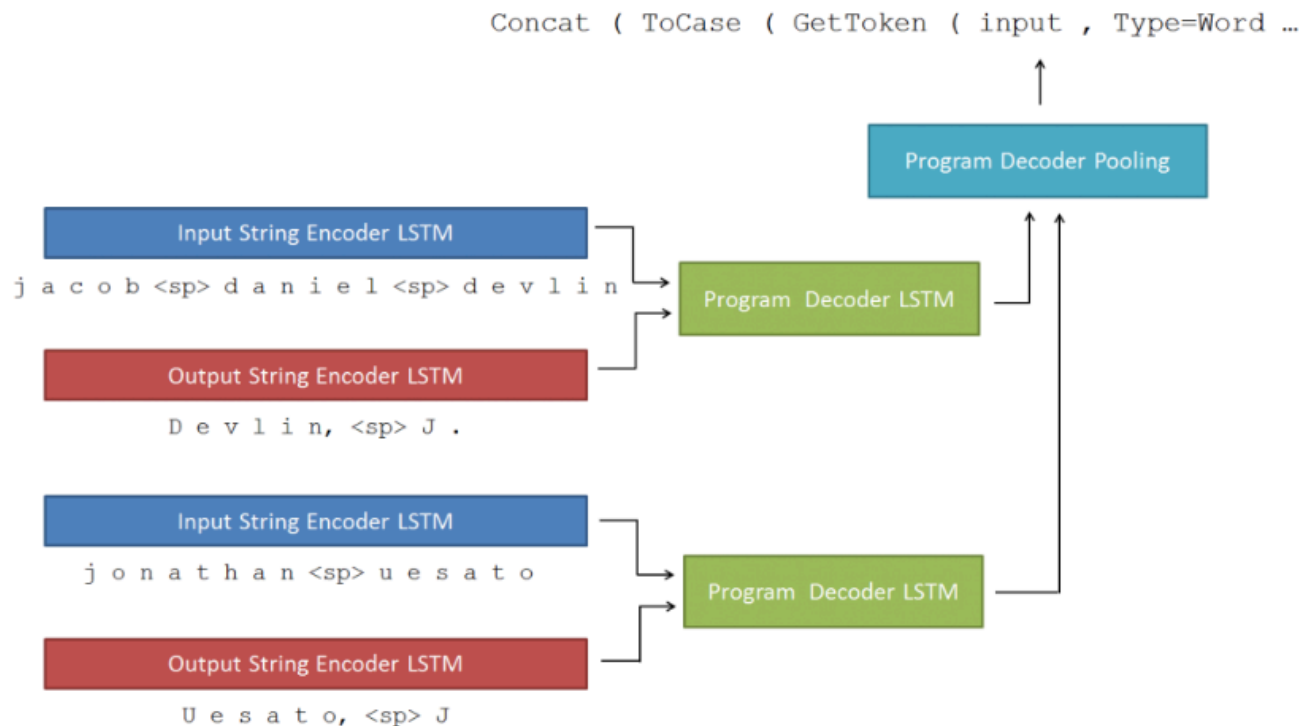 Concat ( ToCase ( GetToken ( input , Type=Word …
Program Decoder Pooling
Input String Encoder LSTM
j a c o b <sp> d a n i e l <sp> d e v l i n
Program Decoder LSTM
Output String Encoder LSTM
D e v l i n, <sp> J .
Input String Encoder LSTM
j o n a t h a n <sp> u e s a t o
Program Decoder LSTM
Output String Encoder LSTM
U e s a t o, <sp> J